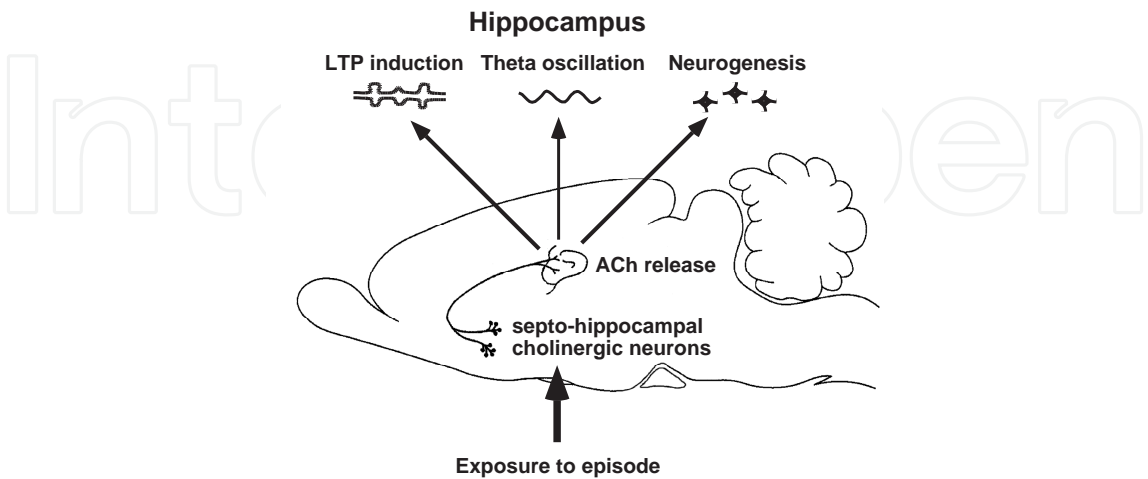 Hippocampus
LTP induction Theta oscillation Neurogenesis
ACh release
septo-hippocampal
cholinergic neurons
Exposure to episode